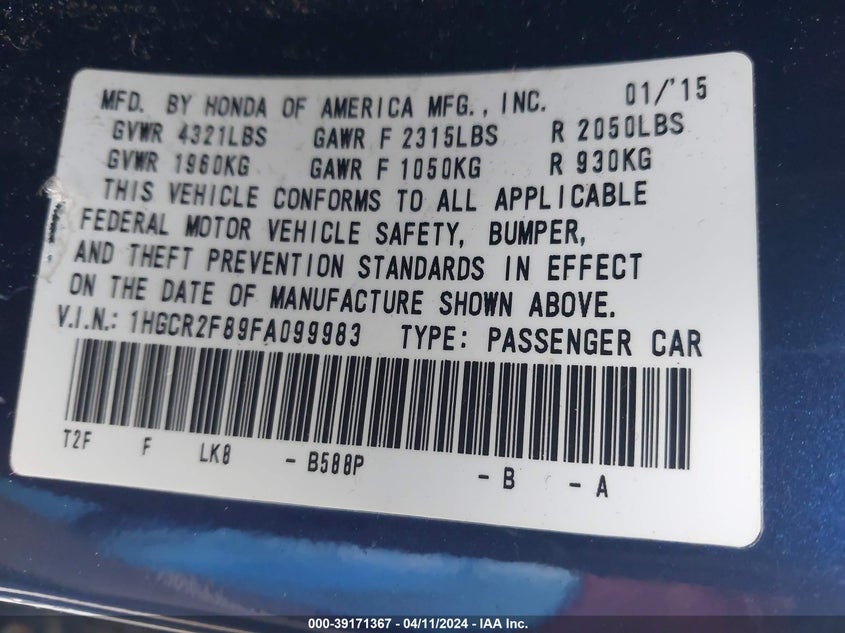 MFD. BY HONDA OF AMERICA MFG., INC. 01/'15
GVWR 4321LBS GAWR F 2315LBS R 2050LBS
GVWR 1960KG GAWR F 1050KG R 930KG
THIS VEHICLE CONFORMS TO ALL APPLICABLE
FEDERAL MOTOR VEHICLE SAFETY, BUMPER,
AND THEFT PREVENTION STANDARDS IN EFFECT
ON THE DATE OF MANUFACTURE SHOWN ABOVE.
V.I.N.: 1HGCR2F89FA099983 TYPE: PASSENGER CAR
T2F F LK8 - B588P - B - A
000-39171367 / 04/11/2024 - IAA Inc.